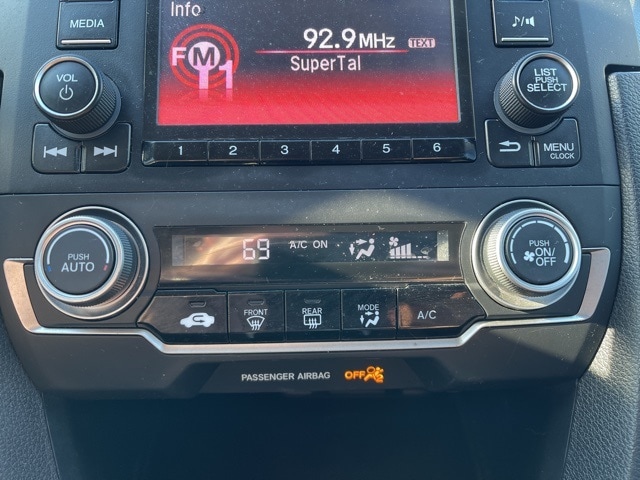 Info
MEDIA
FM1
92.9MHz TEXT
SuperTal
VOL
LIST
PUSH
SELECT
1 2 3 4 5 6
MENU
CLOCK
PUSH
AUTO
69 A/C ON
PUSH
ON/
OFF
FRONT
REAR
MODE
A/C
PASSENGER AIRBAG OFF